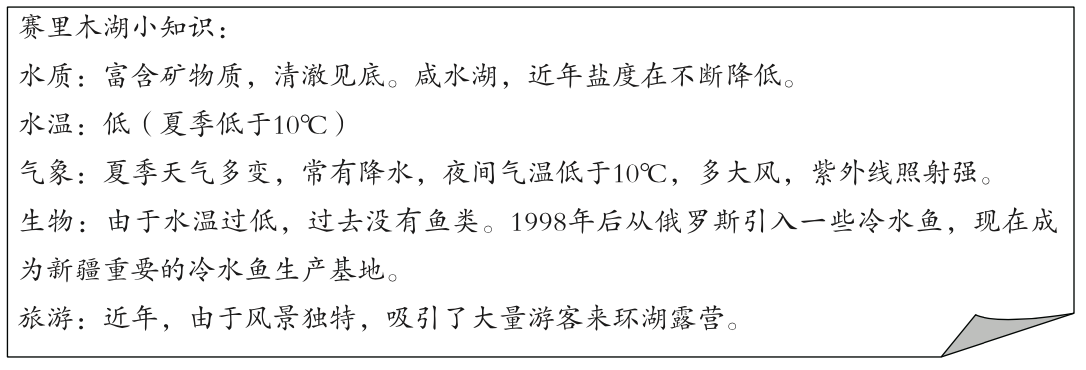 赛里木湖小知识：
水质：富含矿物质，清澈见底。咸水湖，近年盐度在不断降低。
水温：低（夏季低于10℃）
气象：夏季天气多变，常有降水，夜间气温低于10℃，多大风，紫外线照射强。
生物：由于水温过低，过去没有鱼类。1998年后从俄罗斯引入一些冷水鱼，现在成
为新疆重要的冷水鱼生产基地。
旅游：近年，由于风景独特，吸引了大量游客来环湖露营。